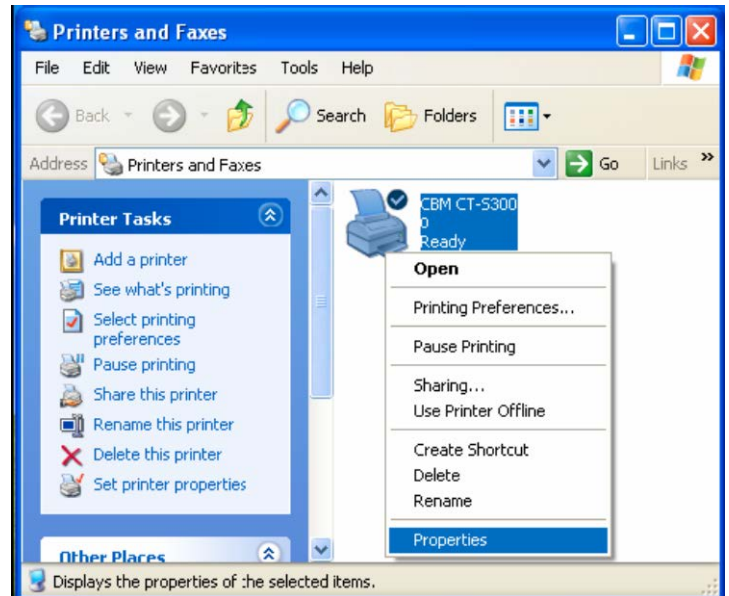 Printers and Faxes
File Edit View Favorites Tools Help
Back Search Folders
Address Printers and Faxes Go Links »
Printer Tasks
Add a printer
See what's printing
Select printing
preferences
Pause printing
Share this printer
Rename this printer
Delete this printer
Set printer properties
Other Places
CBM CT-S300
0
Ready
Open
Printing Preferences...
Pause Printing
Sharing...
Use Printer Offline
Create Shortcut
Delete
Rename
Properties
Displays the properties of the selected items.